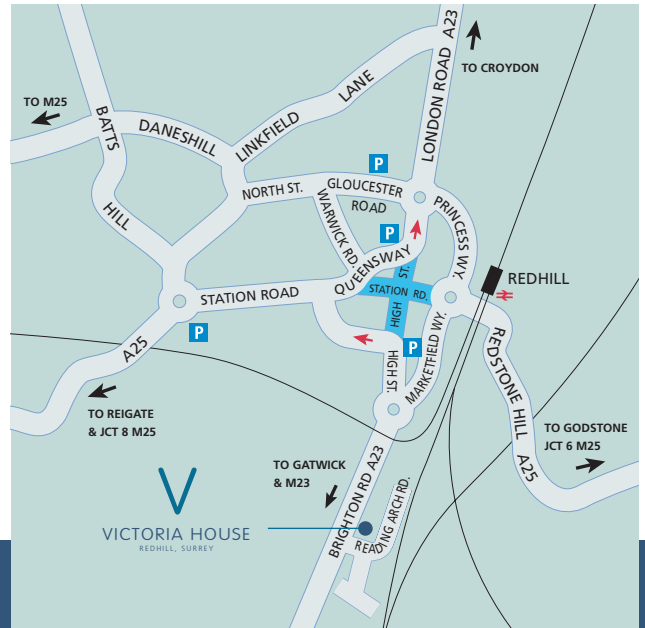 LONDON ROAD A23
TO CROYDON
TO M25
BATTS
HILL
DANESHILL
LINKFIELD
LANE
P
NORTH ST.
GLOUCESTER
ROAD
WARWICK RD.
PRINCESS WY.
P
QUEENSWAY
REDHILL
STATION ROAD
STATION RD.
HIGH
ST.
P
P
A25
HIGH ST.
MARKETFIELD WY.
REDSTONE HILL A25
TO REIGATE
& JCT 8 M25
TO GODSTONE
JCT 6 M25
TO GATWICK
& M23
BRIGHTON RD A23
READING ARCH RD.
V
VICTORIA HOUSE
REDHILL, SURREY